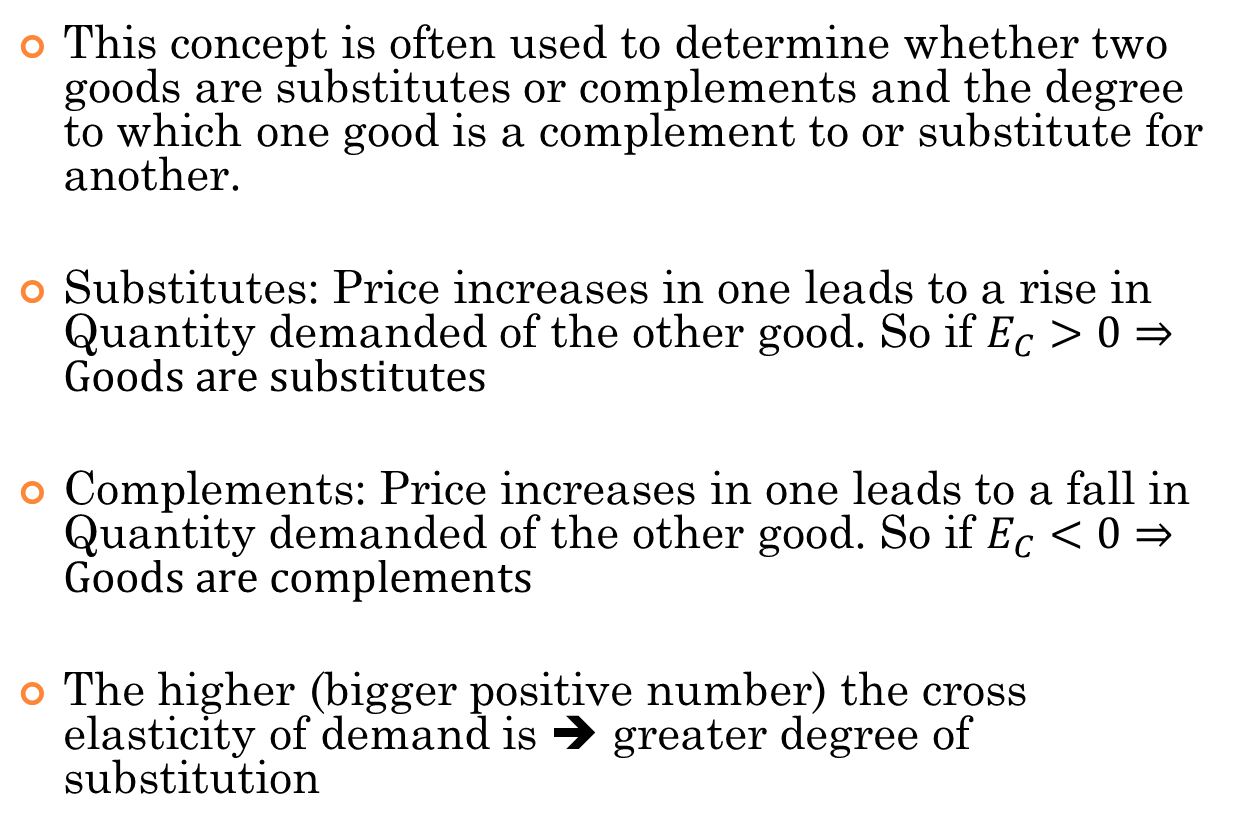 This concept is often used to determine whether two
goods are substitutes or complements and the degree
to which one good is a complement to or substitute for
another.
Substitutes: Price increases in one leads to a rise in
Quantity demanded of the other good. So if E_C > 0 ⇒
Goods are substitutes
Complements: Price increases in one leads to a fall in
Quantity demanded of the other good. So if E_C < 0 ⇒
Goods are complements
The higher (bigger positive number) the cross
elasticity of demand is ➔ greater degree of
substitution